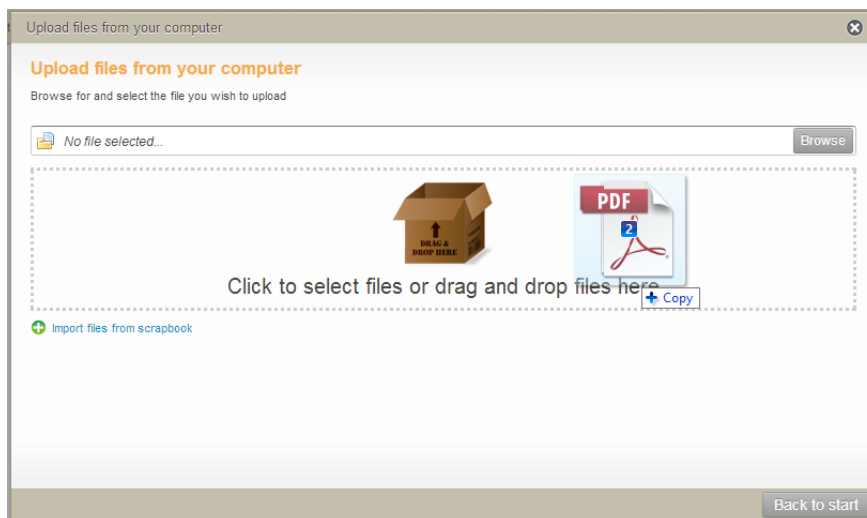 Upload files from your computer
Upload files from your computer
Browse for and select the file you wish to upload
No file selected...
Browse
PDF
2
DRAG &
DROP HERE
Click to select files or drag and drop files here
Copy
Import files from scrapbook
Back to start